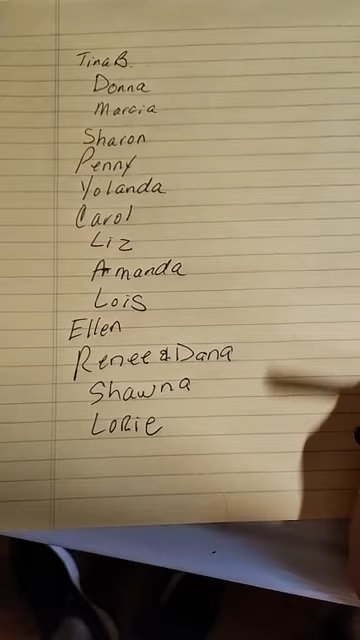 Tina B.
Donna
Marcia
Sharon
Penny
Yolanda
Carol
Liz
Amanda
Lois
Ellen
Renee & Dana
Shawna
LoRie